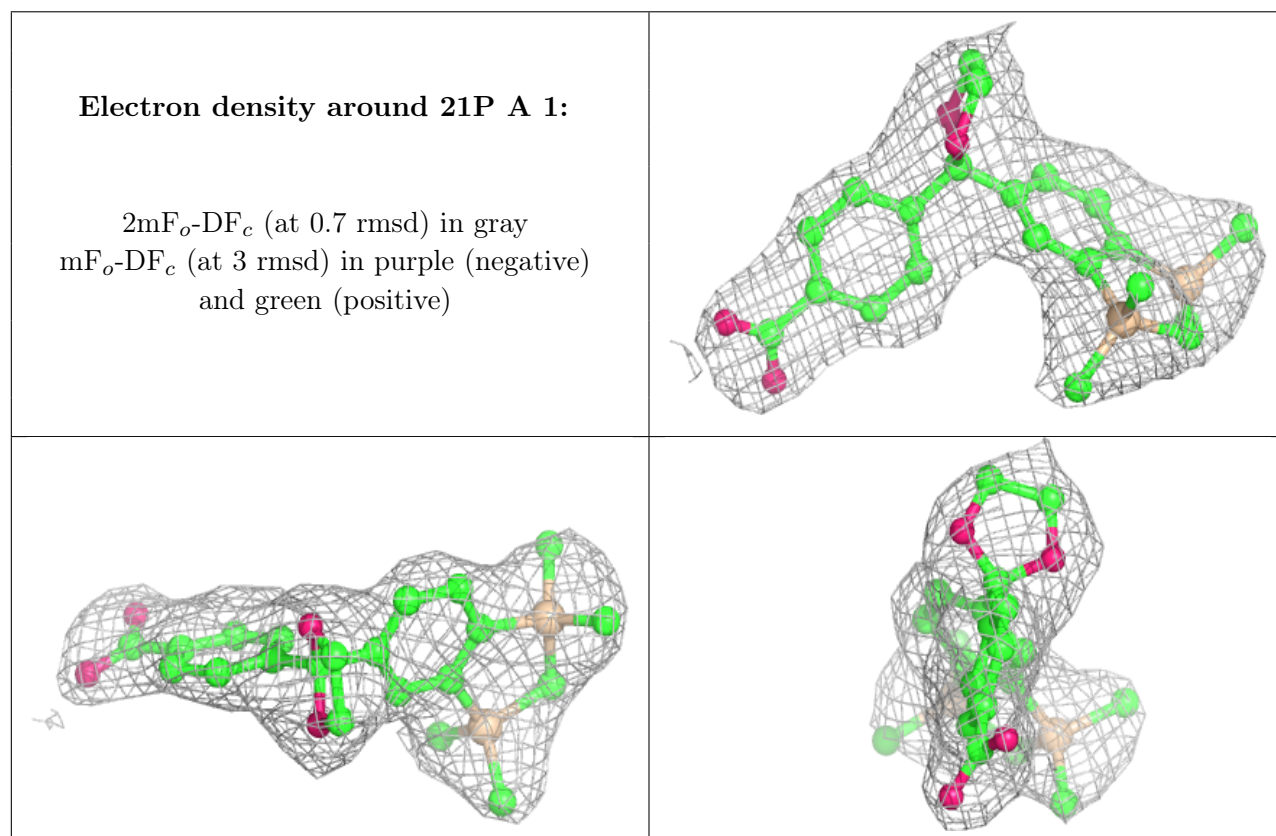 Electron density around 21P A 1:
2mFo-DFc (at 0.7 rmsd) in gray
mFo-DFc (at 3 rmsd) in purple (negative)
and green (positive)